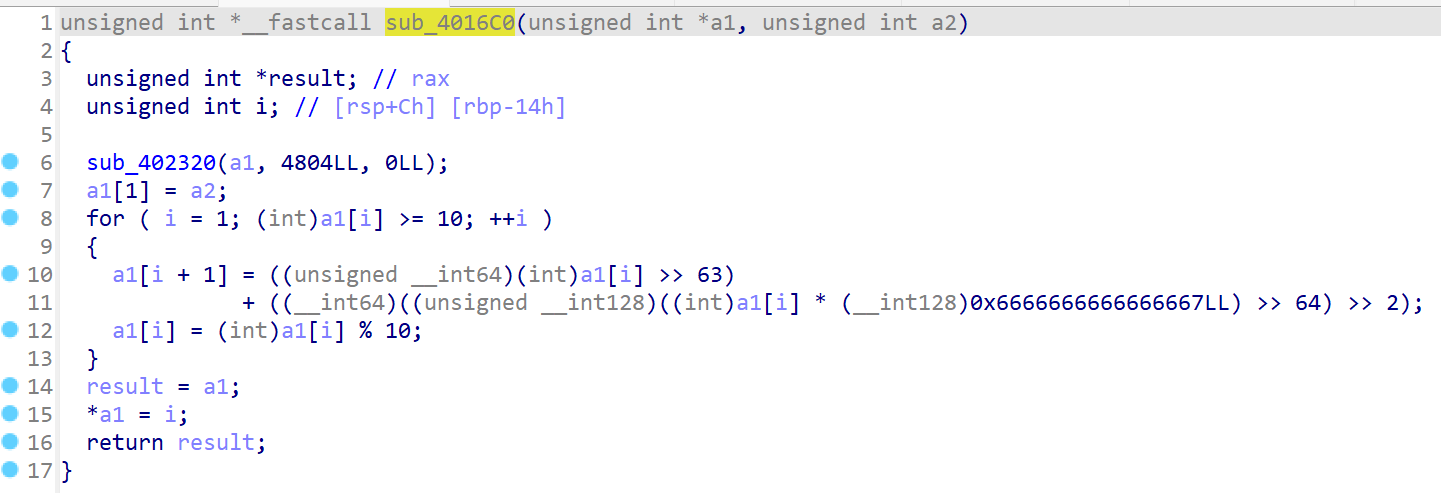 1 unsigned int *__fastcall sub_4016C0(unsigned int *a1, unsigned int a2)
2 {
3   unsigned int *result; // rax
4   unsigned int i; // [rsp+Ch] [rbp-14h]
5
6   sub_402320(a1, 4804LL, 0LL);
7   a1[1] = a2;
8   for ( i = 1; (int)a1[i] >= 10; ++i )
9   {
10     a1[i + 1] = ((unsigned __int64)(int)a1[i] >> 63)
11               + ((__int64)((unsigned __int128)((int)a1[i] * (__int128)0x6666666666666667LL) >> 64) >> 2);
12     a1[i] = (int)a1[i] % 10;
13   }
14   result = a1;
15   *a1 = i;
16   return result;
17 }